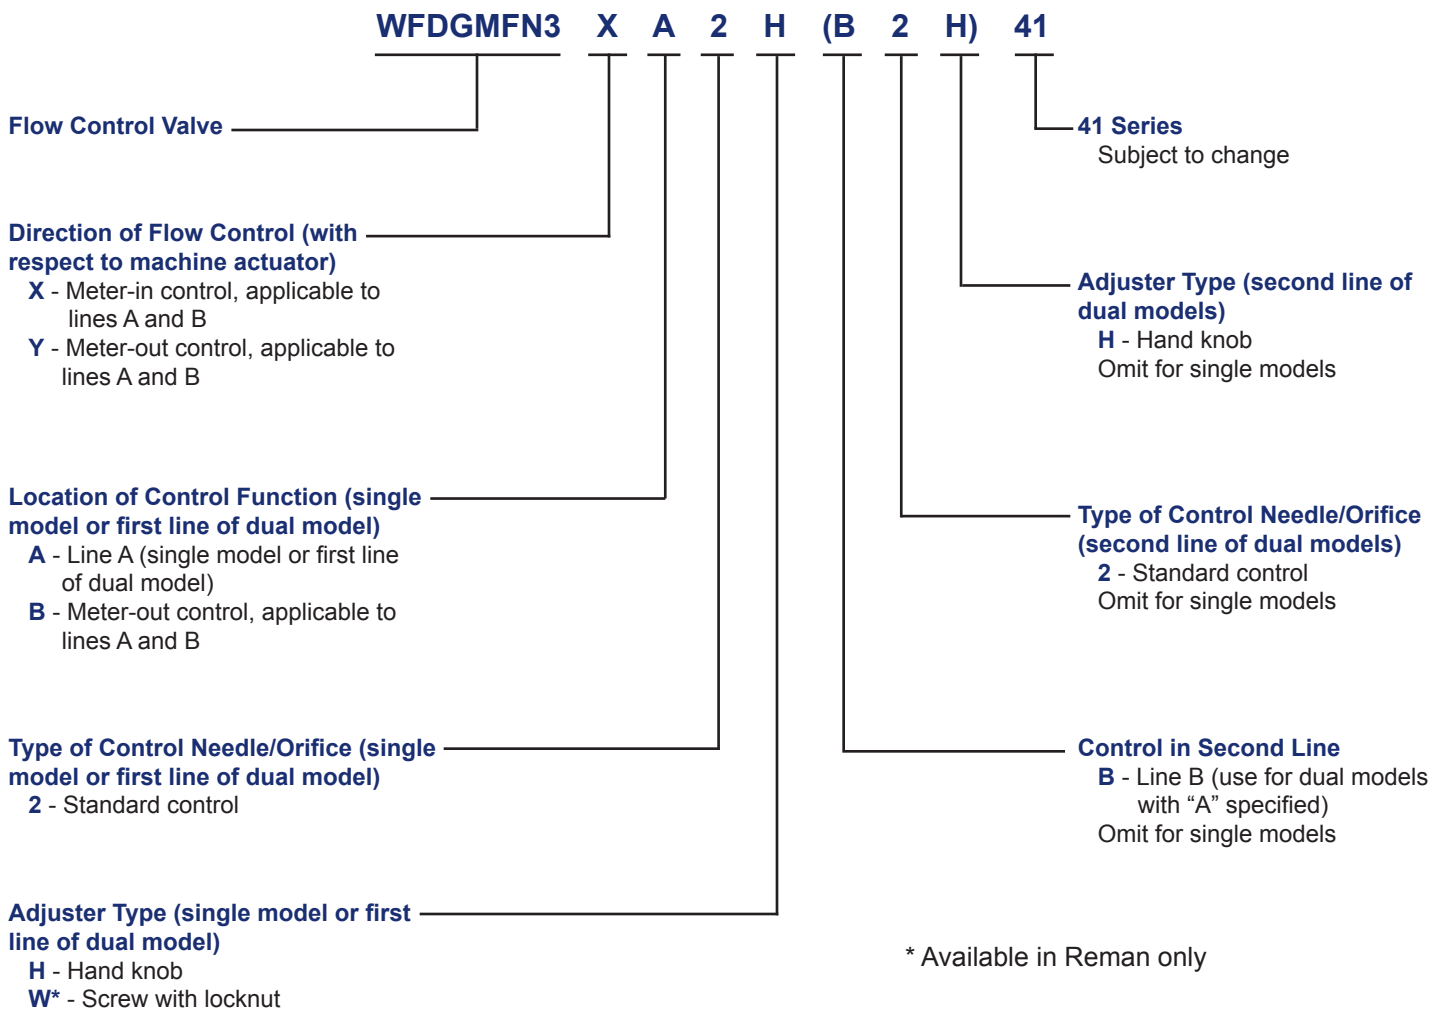 WFDGMFN3 X A 2 H (B 2 H) 41
Flow Control Valve
Direction of Flow Control (with
respect to machine actuator)
X - Meter-in control, applicable to
lines A and B
Y - Meter-out control, applicable to
lines A and B
Location of Control Function (single
model or first line of dual model)
A - Line A (single model or first line
of dual model)
B - Meter-out control, applicable to
lines A and B
Type of Control Needle/Orifice (single
model or first line of dual model)
2 - Standard control
Adjuster Type (single model or first
line of dual model)
H - Hand knob
W* - Screw with locknut
41 Series
Subject to change
Adjuster Type (second line of
dual models)
H - Hand knob
Omit for single models
Type of Control Needle/Orifice
(second line of dual models)
2 - Standard control
Omit for single models
Control in Second Line
B - Line B (use for dual models
with “A” specified)
Omit for single models
* Available in Reman only